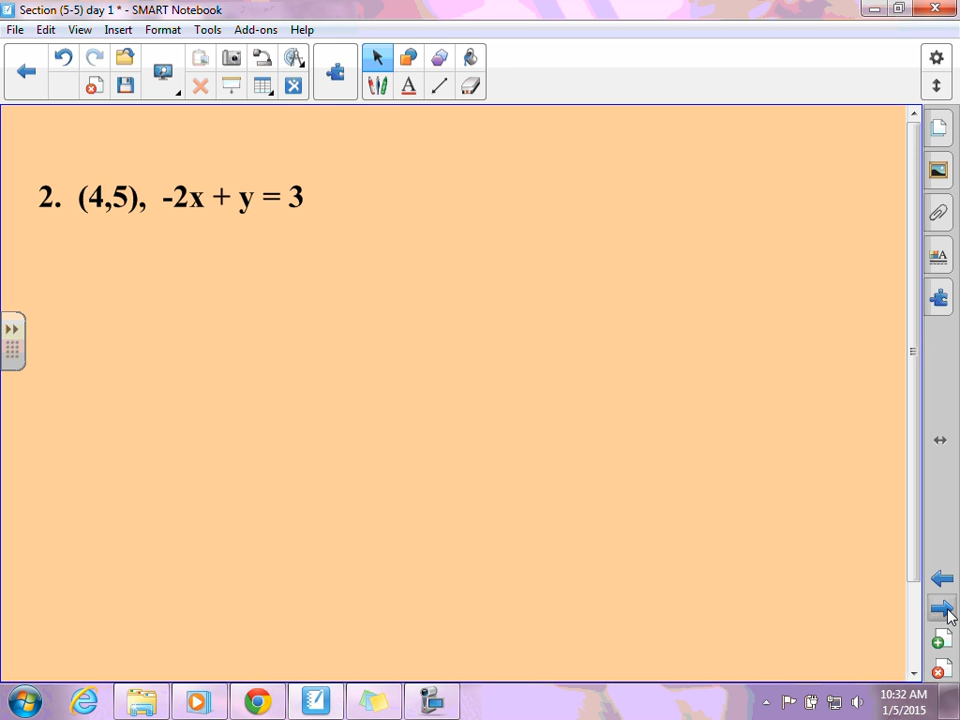 Section (5-5) day 1 * - SMART Notebook
File Edit View Insert Format Tools Add-ons Help
2. (4,5), -2x + y = 3
10:32 AM
1/5/2015